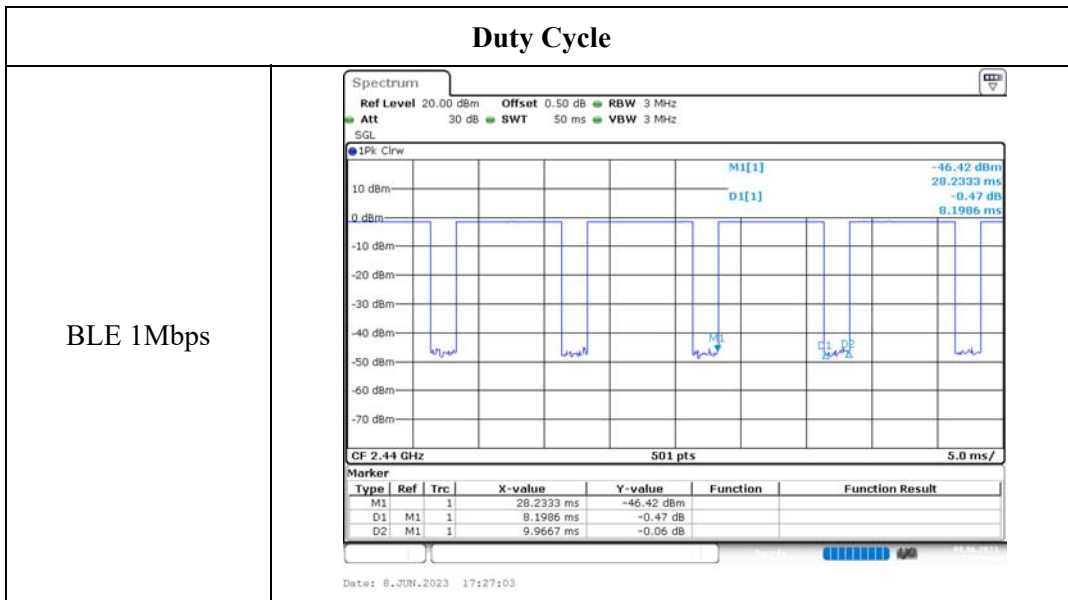 Duty Cycle
BLE 1Mbps
Spectrum
Ref Level 20.00 dBm Offset 0.50 dB RBW 3 MHz
Att 30 dB SWT 50 ms VBW 3 MHz
SGL
1Pk Clrw
M1[1] -46.42 dBm
28.2333 ms
10 dBm
D1[1] -0.47 dB
8.1986 ms
0 dBm
-10 dBm
-20 dBm
-30 dBm
-40 dBm
M1
D1 D2
-50 dBm
-60 dBm
-70 dBm
CF 2.44 GHz 501 pts 5.0 ms/
Marker
Type Ref Trc X-value Y-value Function Function Result
M1 1 28.2333 ms -46.42 dBm
D1 M1 1 8.1986 ms -0.47 dB
D2 M1 1 9.9667 ms -0.06 dB
Date: 8.JUN.2023 17:27:03